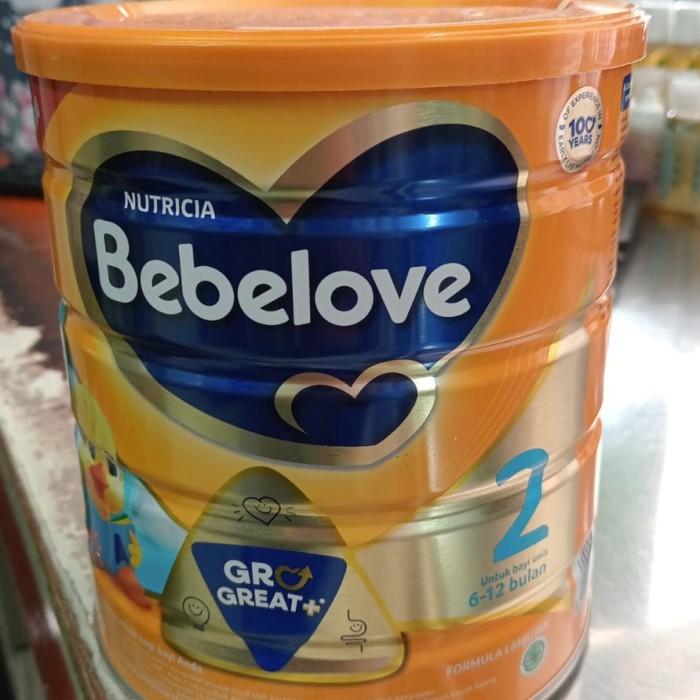 100
YEARS
NUTRICIA
Bebelove
2
Untuk bayi usia
6-12 bulan
GRO
GREAT+
FORMULA LANJUTAN